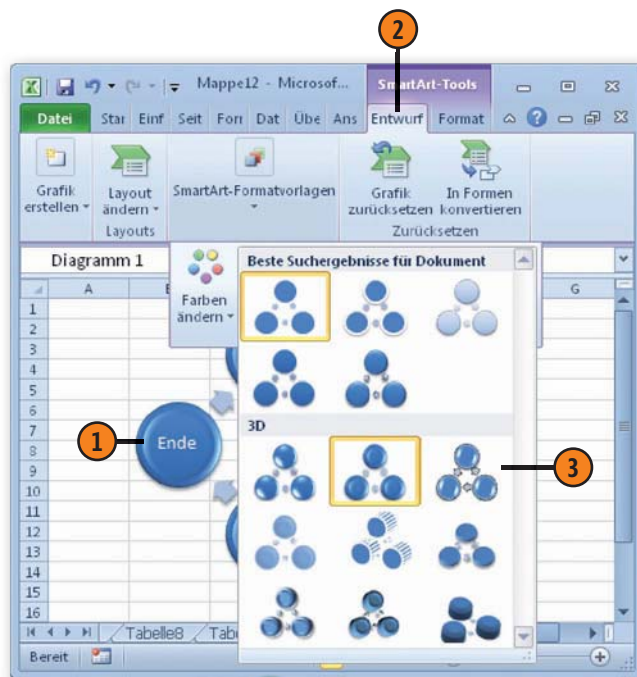 2
Mappe12 - Microsof... SmartArt-Tools
Datei Star Einf Seit Forr Dat Übe Ans Entwurf Format
Grafik erstellen
Layout ändern
SmartArt-Formatvorlagen
Grafik zurücksetzen
In Formen konvertieren
Layouts
Zurücksetzen
Diagramm 1
Farben ändern
Beste Suchergebnisse für Dokument
A G
1
2
3
4
5
6
7
8
9
10
11
12
13
14
15
16
1
Ende
3D
3
Tabelle8
Bereit